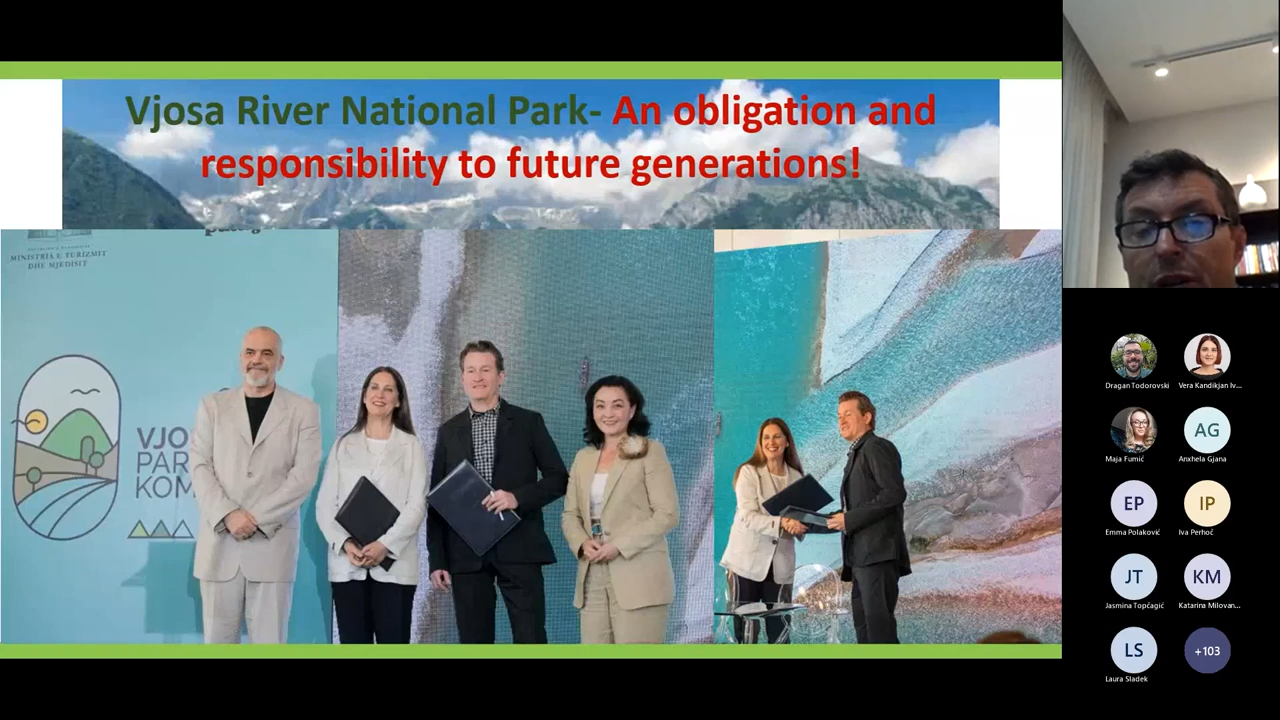 Vjosa River National Park- An obligation and
responsibility to future generations!
MINISTRIA E TURIZMIT
DHE MJEDISIT
VJO
PAR
KOM
Dragan Todorovski
Vera Kandikjan Iv...
Maja Fumić
AG
Anxhela Gjana
EP
Emma Polaković
IP
Iva Perhoč
JT
Jasmina Topčagić
KM
Katarina Milovan...
LS
Laura Sladek
+103